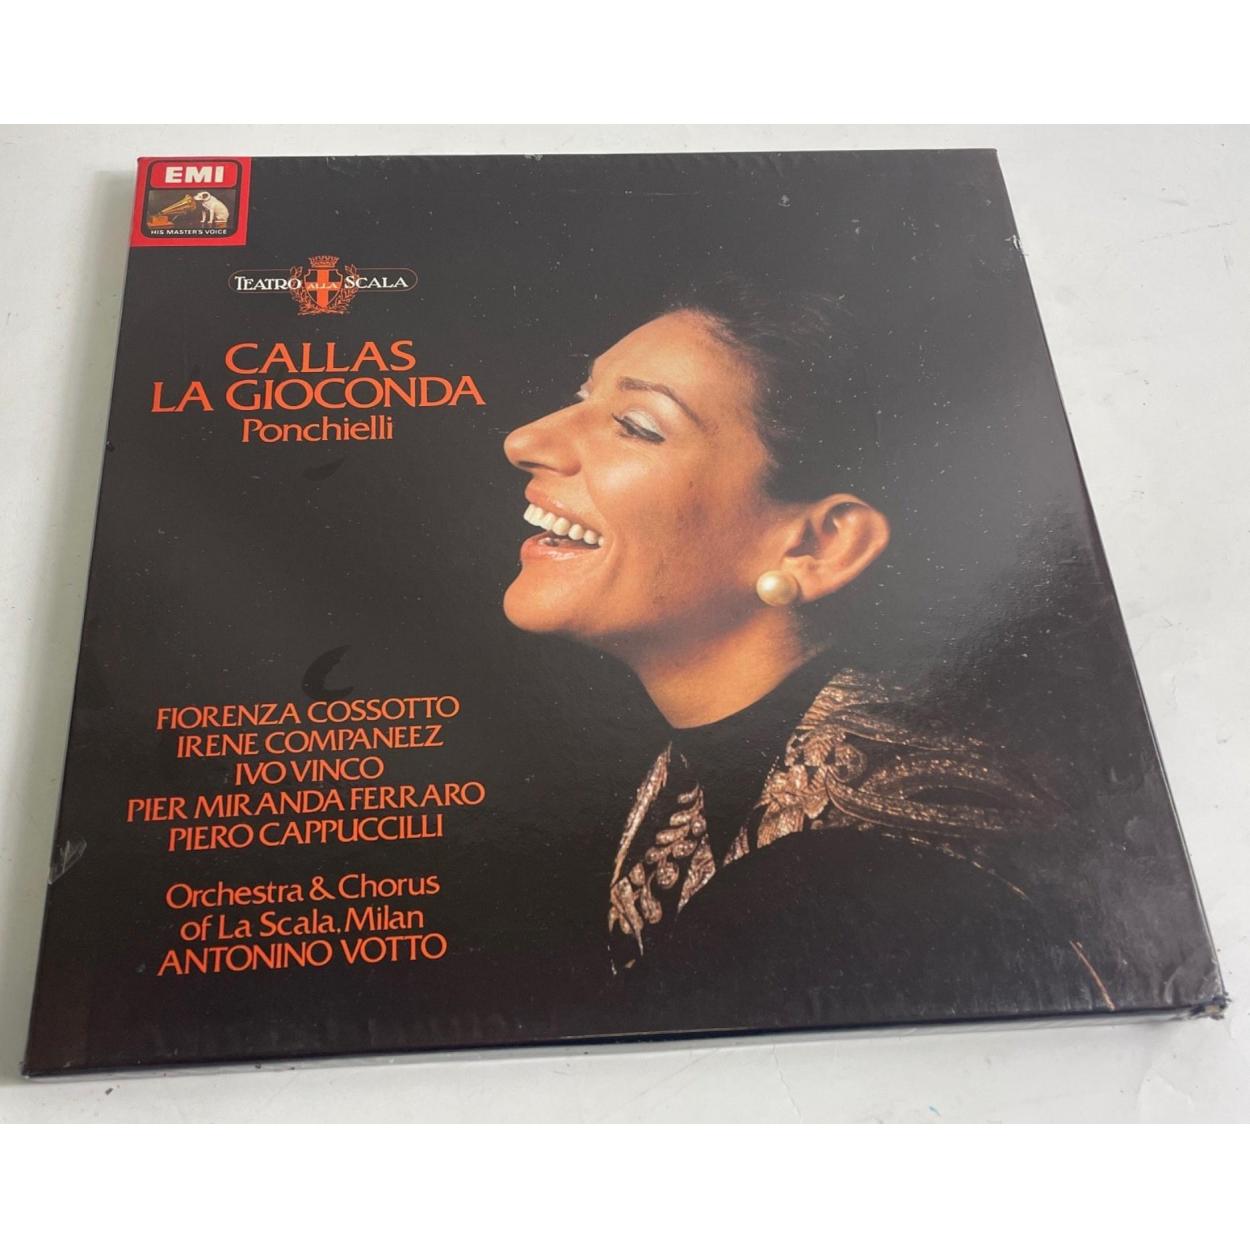 EMI
HIS MASTER'S VOICE
TEATRO ALLA SCALA
CALLAS
LA GIOCONDA
Ponchielli
FIORENZA COSSOTTO
IRENE COMPANEEZ
IVO VINCO
PIER MIRANDA FERRARO
PIERO CAPPUCCILLI
Orchestra & Chorus
of La Scala, Milan
ANTONINO VOTTO